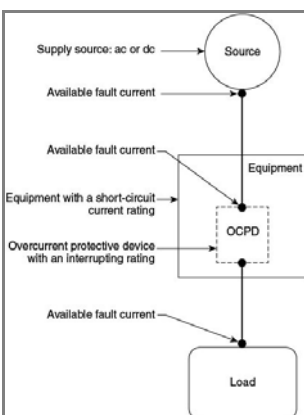 Supply source: ac or dc
Source
Available fault current
Available fault current
Equipment
Equipment with a short-circuit
current rating
OCPD
Overcurrent protective device
with an interrupting rating
Available fault current
Load